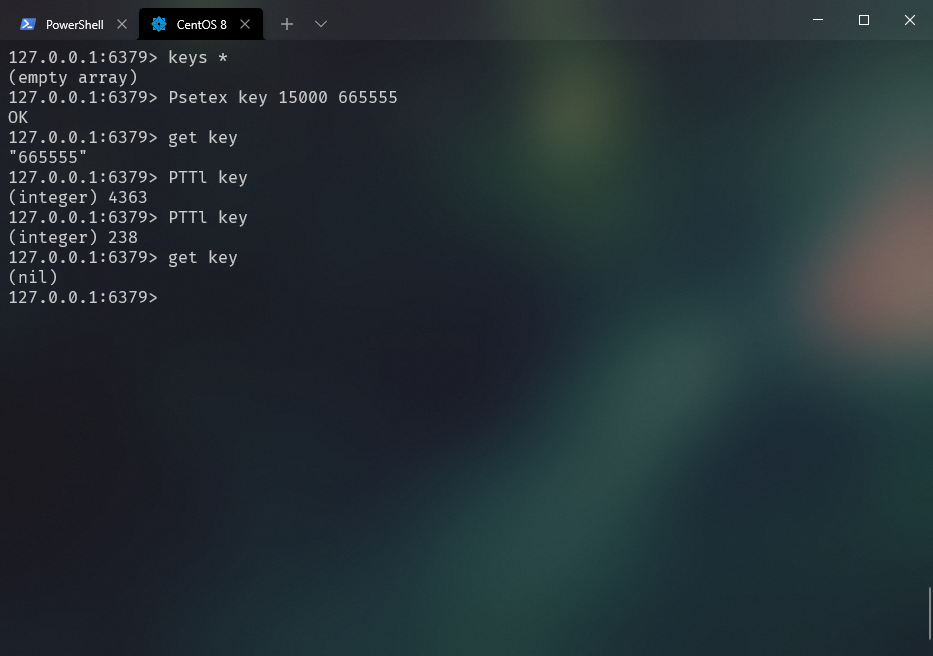 PowerShell
CentOS 8
127.0.0.1:6379> keys *
(empty array)
127.0.0.1:6379> Psetex key 15000 665555
OK
127.0.0.1:6379> get key
"665555"
127.0.0.1:6379> PTTl key
(integer) 4363
127.0.0.1:6379> PTTl key
(integer) 238
127.0.0.1:6379> get key
(nil)
127.0.0.1:6379>